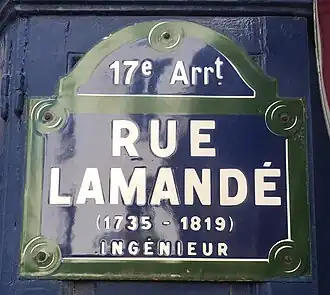 17e Arrt
RUE
LAMANDÉ
(1735 - 1819)
INGÉNIEUR